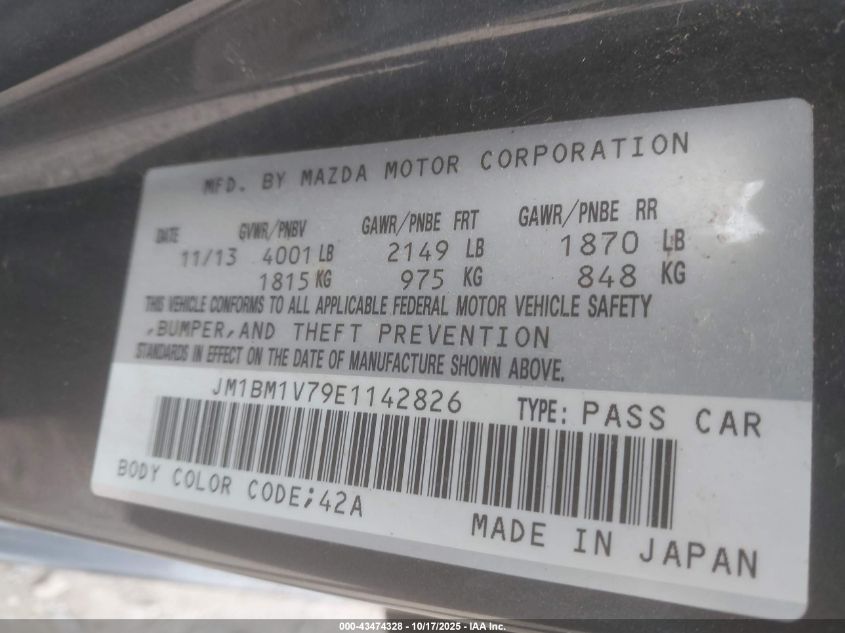 MFD. BY MAZDA MOTOR CORPORATION
DATE GVWR/PNBV GAWR/PNBE FRT GAWR/PNBE RR
11/13 4001 LB 2149 LB 1870 LB
1815 KG 975 KG 848 KG
THIS VEHICLE CONFORMS TO ALL APPLICABLE FEDERAL MOTOR VEHICLE SAFETY
,BUMPER,AND THEFT PREVENTION
STANDARDS IN EFFECT ON THE DATE OF MANUFACTURE SHOWN ABOVE.
JM1BM1V79E1142826 TYPE: PASS CAR
BODY COLOR CODE;42A
MADE IN JAPAN
000-43474328 - 10/17/2025 - IAA Inc.